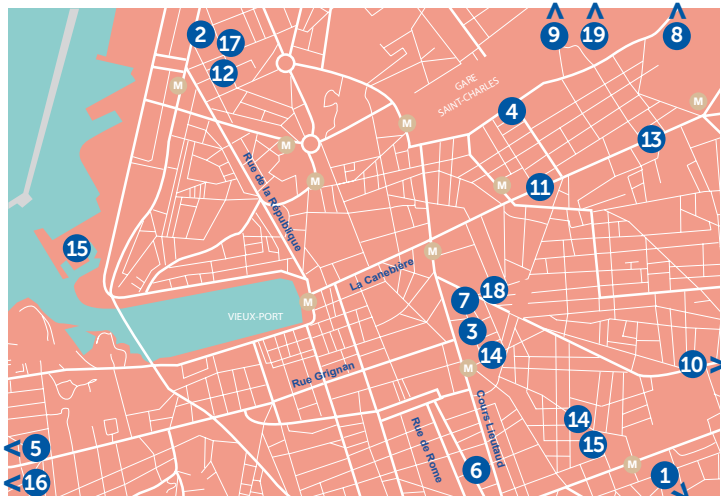 2
17
12
9
19
8
GARE
SAINT-CHARLES
4
M
M
M
M
M
13
M
11
Rue de la République
15
La Canebière
M
M
VIEUX-PORT
7
18
3
14
M
10
Rue Grignan
Cours Lieutaud
Rue de Rome
14
15
5
16
6
M
1